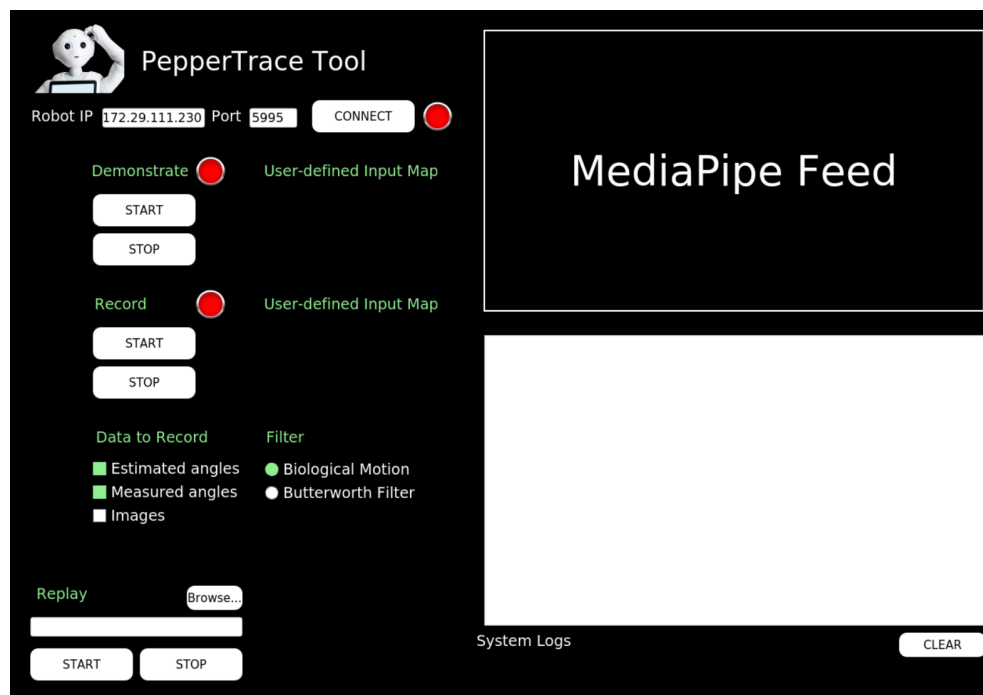 PepperTrace Tool
Robot IP 172.29.111.230 Port 5995 CONNECT
Demonstrate User-defined Input Map
START
STOP
Record User-defined Input Map
START
STOP
Data to Record Filter
Estimated angles Biological Motion
Measured angles Butterworth Filter
Images
Replay Browse...
START STOP
MediaPipe Feed
System Logs CLEAR